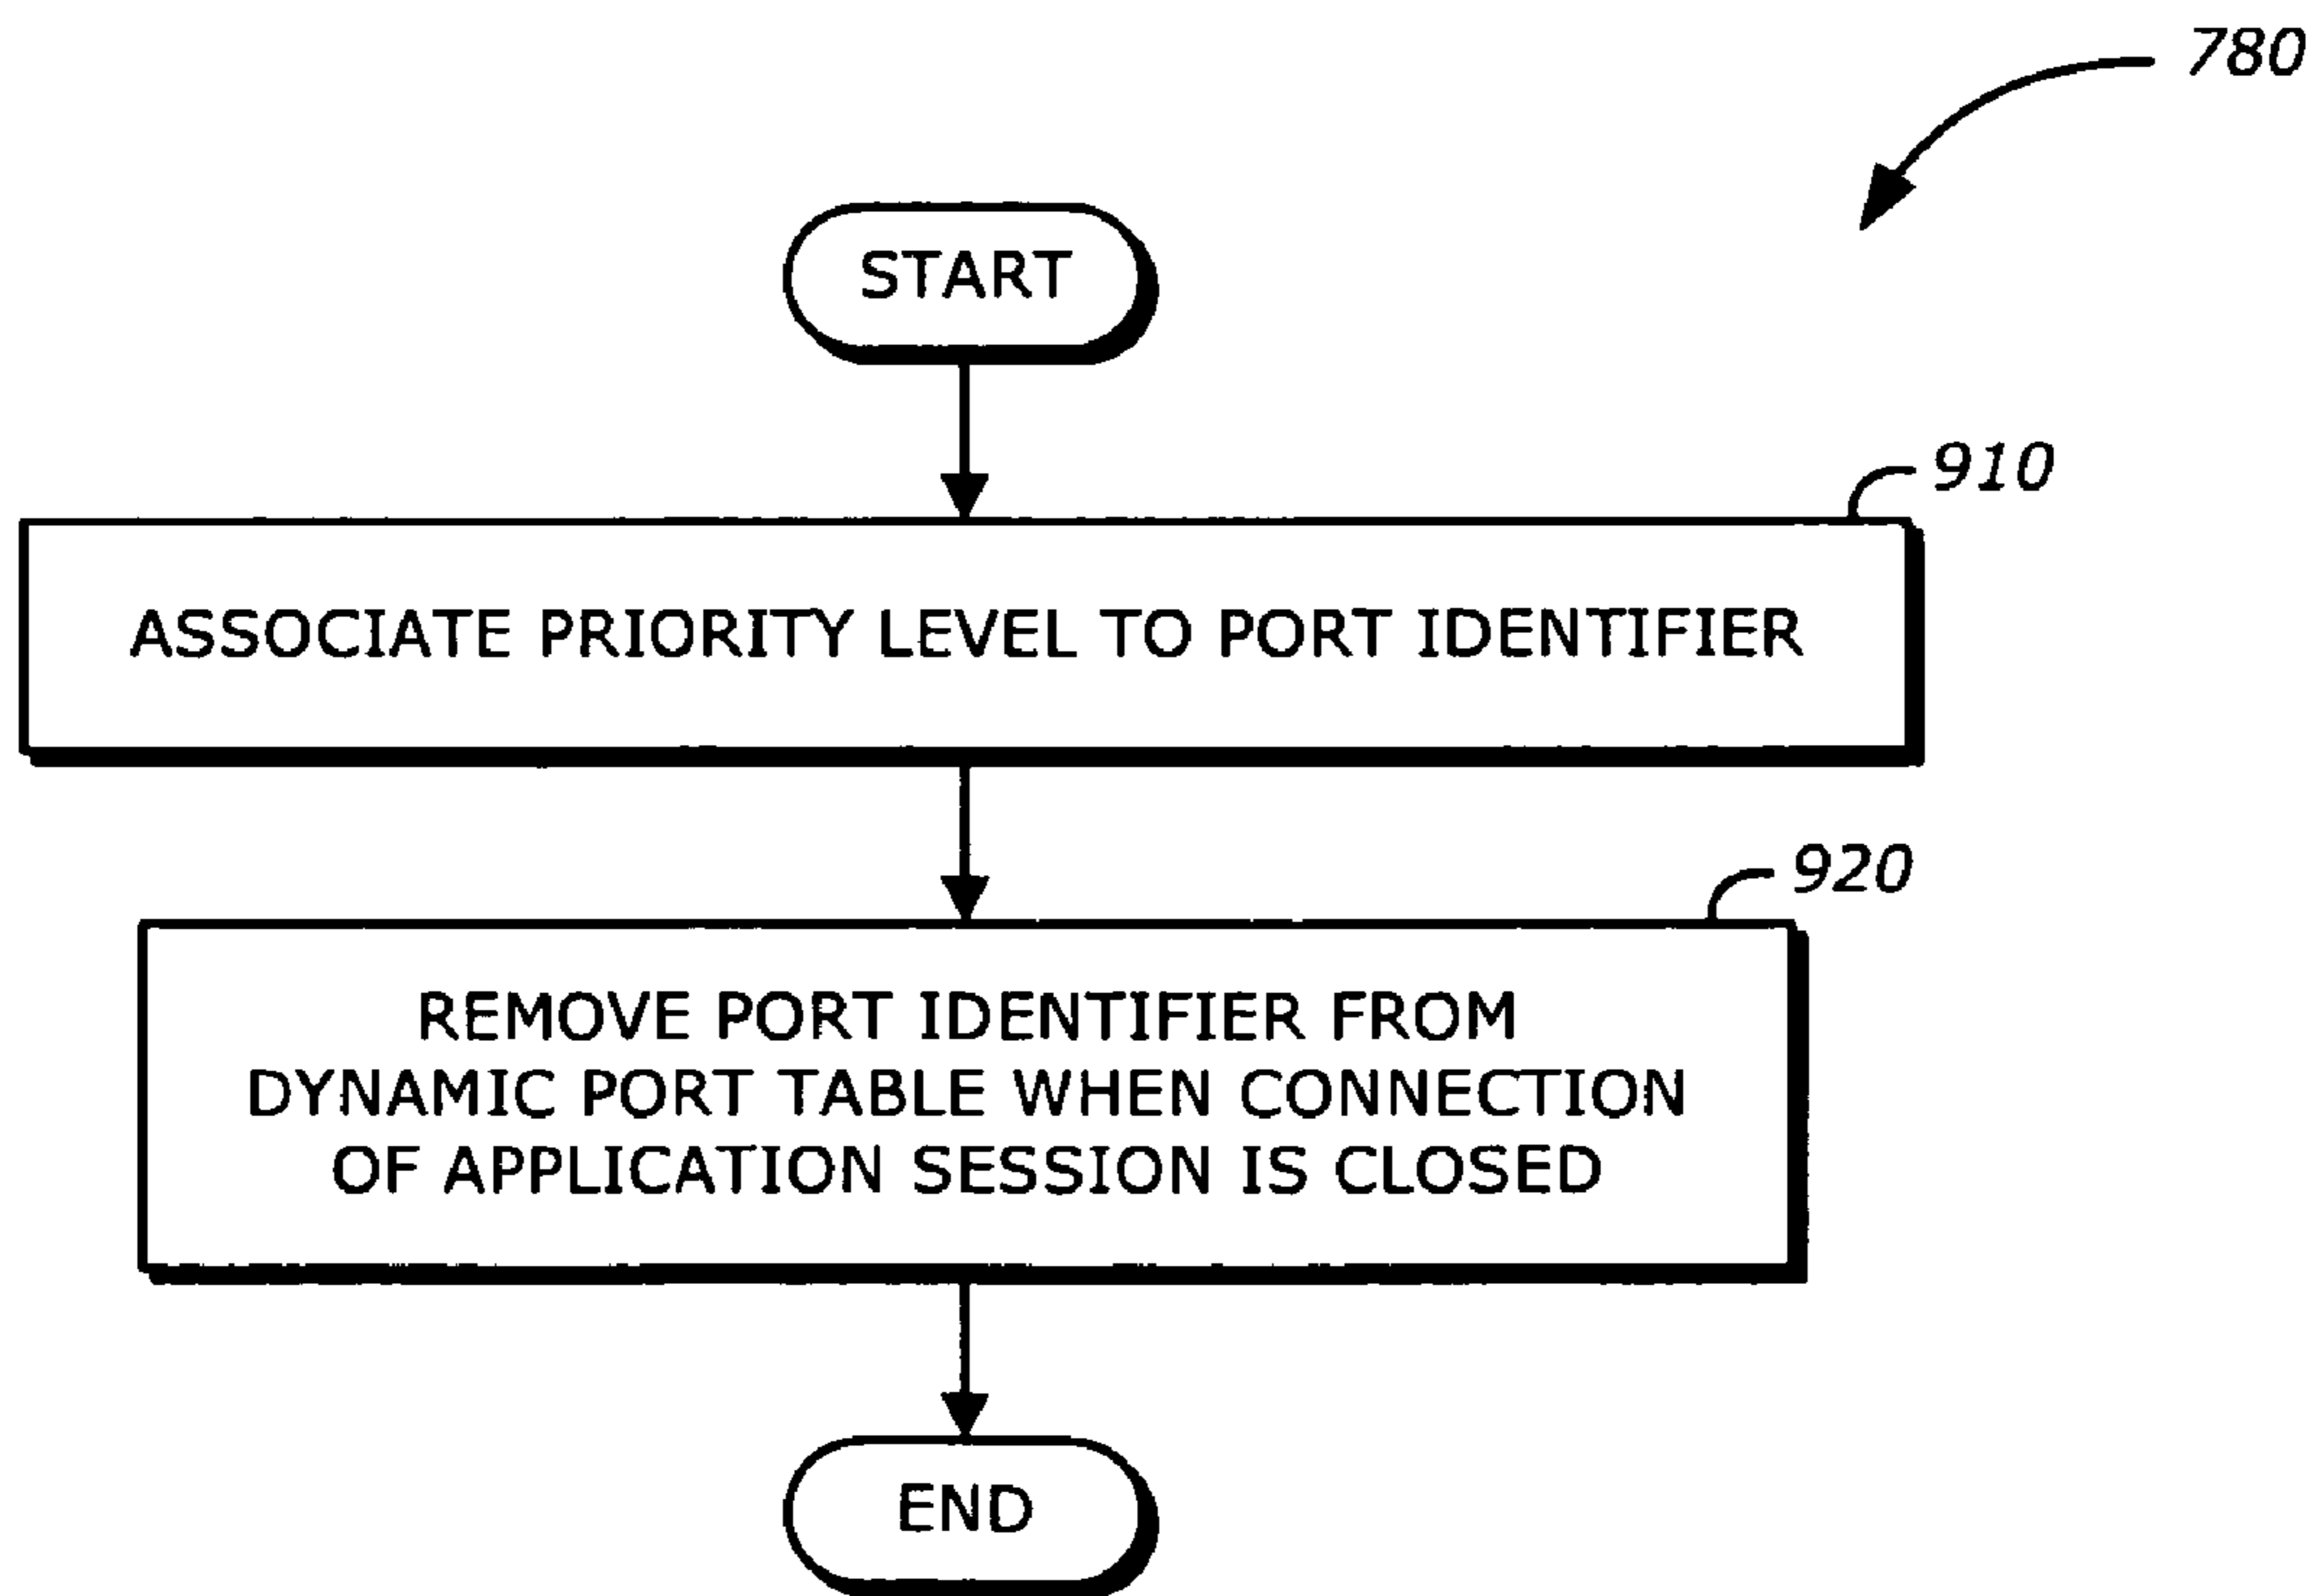 780
START
910
ASSOCIATE PRIORITY LEVEL TO PORT IDENTIFIER
920
REMOVE PORT IDENTIFIER FROM
DYNAMIC PORT TABLE WHEN CONNECTION
OF APPLICATION SESSION IS CLOSED
END